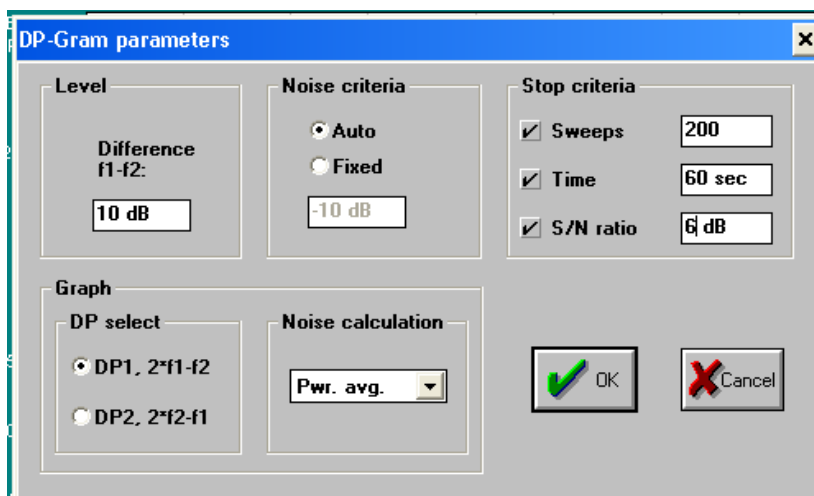 DP-Gram parameters
Level
Difference
f1-f2:
10 dB
Noise criteria
Auto
Fixed
-10 dB
Stop criteria
Sweeps 200
Time 60 sec
S/N ratio 6 dB
Graph
DP select
DP1, 2*f1-f2
DP2, 2*f2-f1
Noise calculation
Pwr. avg.
OK
Cancel